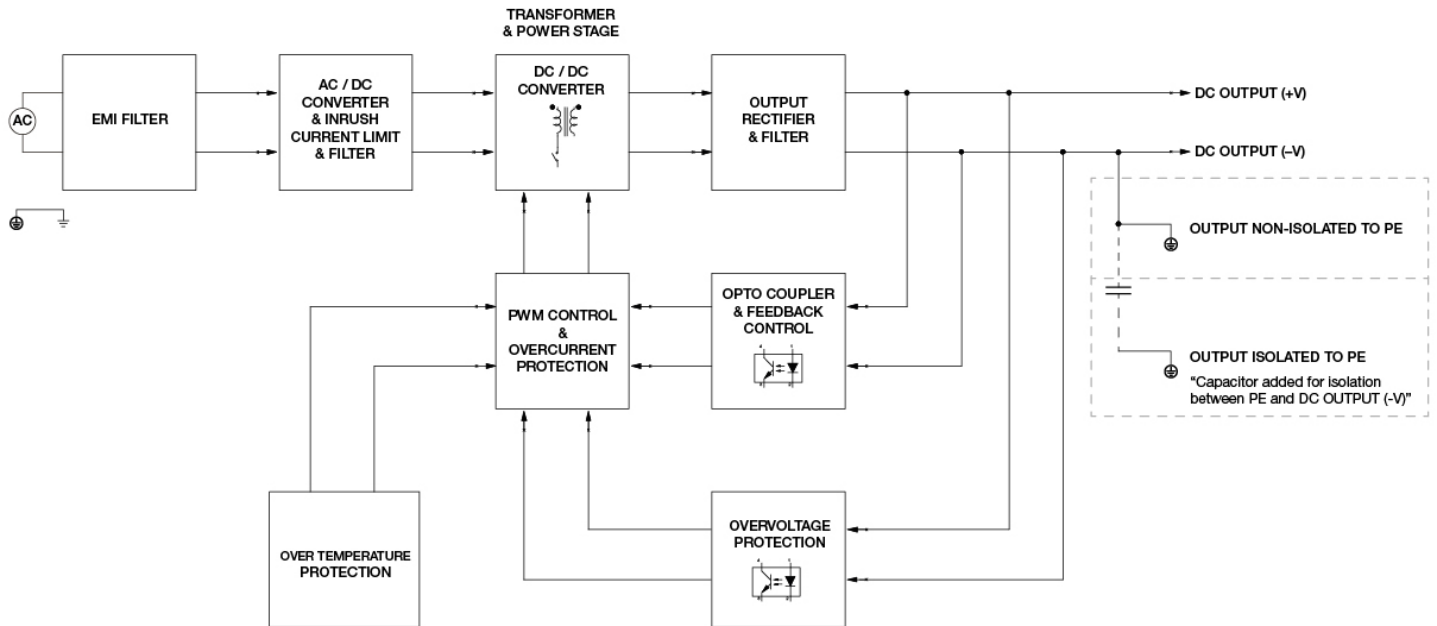 TRANSFORMER
& POWER STAGE
AC
EMI FILTER
AC / DC
CONVERTER
& INRUSH
CURRENT LIMIT
& FILTER
DC / DC
CONVERTER
OUTPUT
RECTIFIER
& FILTER
DC OUTPUT (+V)
DC OUTPUT (–V)
OUTPUT NON-ISOLATED TO PE
PWM CONTROL
&
OVERCURRENT
PROTECTION
OPTO COUPLER
& FEEDBACK
CONTROL
OUTPUT ISOLATED TO PE
"Capacitor added for isolation
between PE and DC OUTPUT (-V)"
OVER TEMPERATURE
PROTECTION
OVERVOLTAGE
PROTECTION